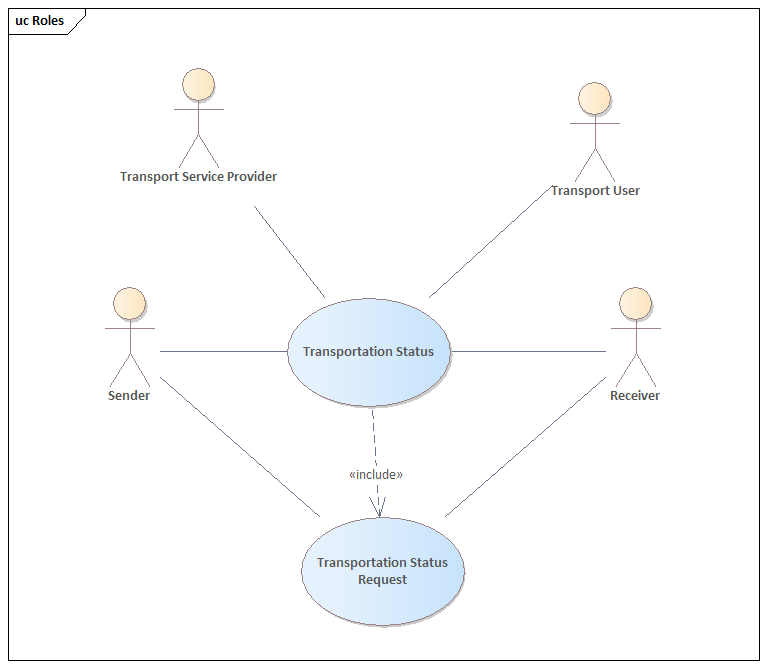 uc Roles
Transport Service Provider
Transport User
Transportation Status
Sender
Receiver
«include»
Transportation Status
Request